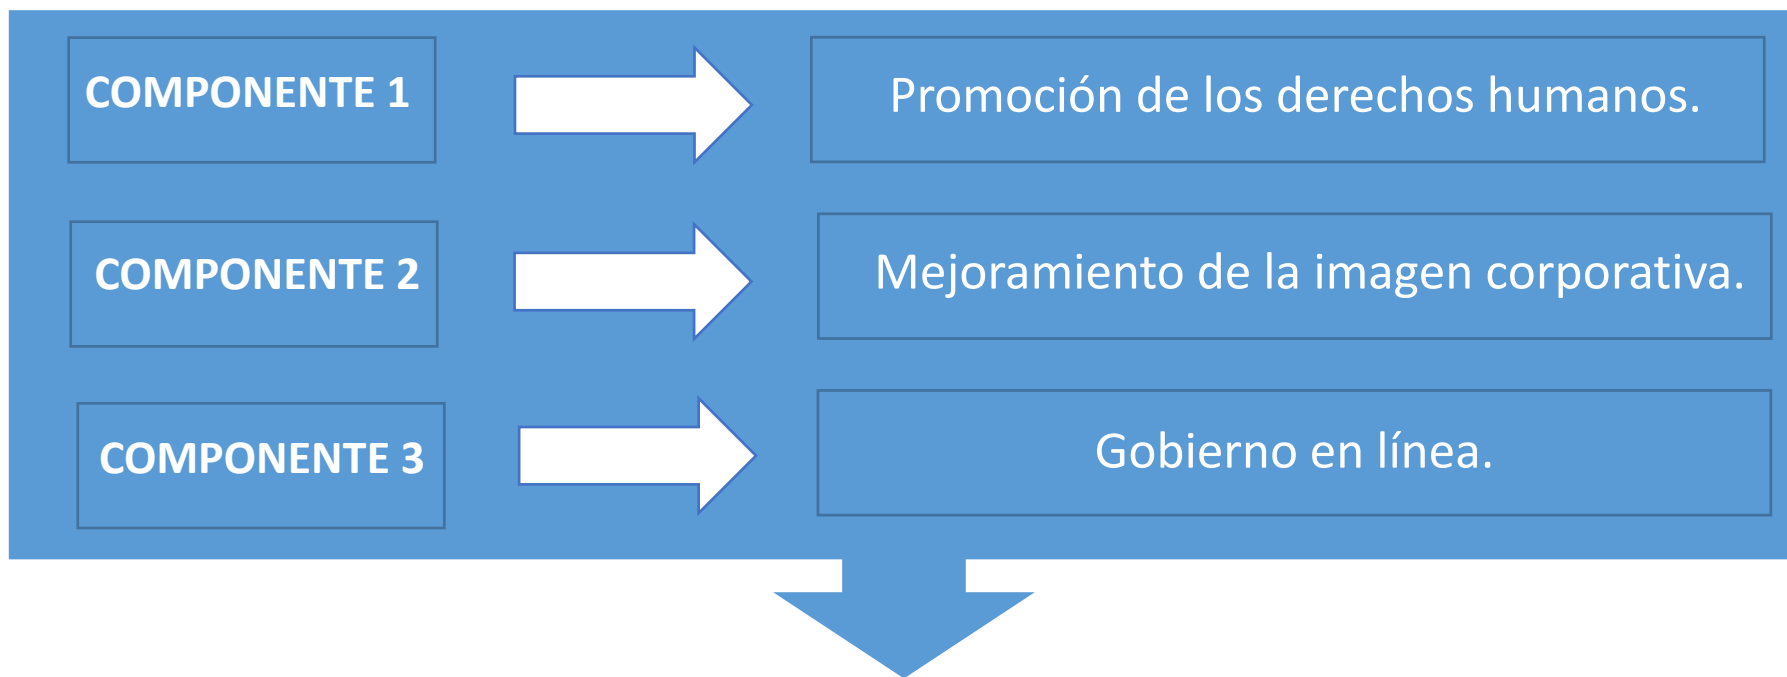 COMPONENTE 1
Promoción de los derechos humanos.
COMPONENTE 2
Mejoramiento de la imagen corporativa.
COMPONENTE 3
Gobierno en línea.